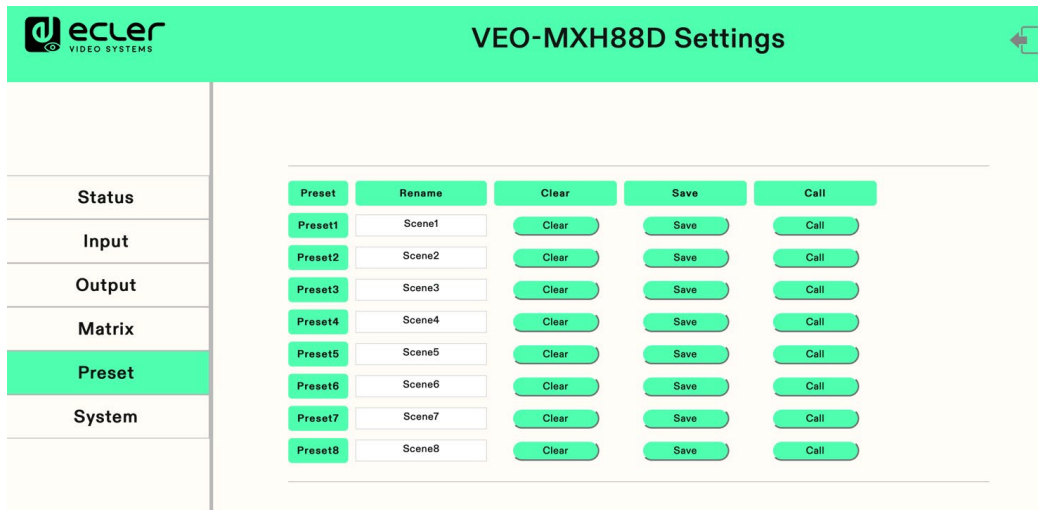 ecler
VIDEO SYSTEMS
VEO-MXH88D Settings
Status
Input
Output
Matrix
Preset
System
Preset Rename Clear Save Call
Preset1 Scene1 Clear Save Call
Preset2 Scene2 Clear Save Call
Preset3 Scene3 Clear Save Call
Preset4 Scene4 Clear Save Call
Preset5 Scene5 Clear Save Call
Preset6 Scene6 Clear Save Call
Preset7 Scene7 Clear Save Call
Preset8 Scene8 Clear Save Call